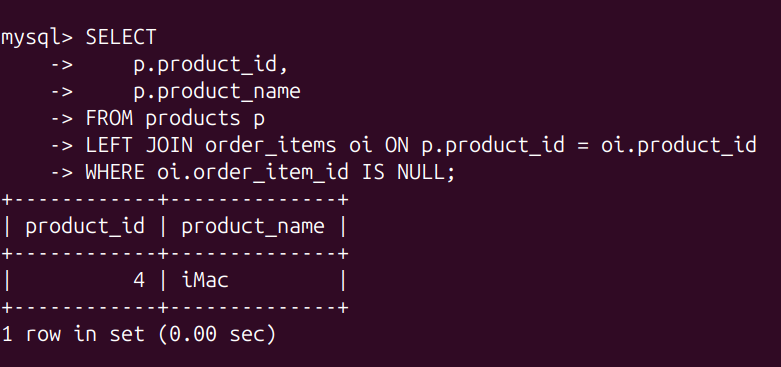 mysql> SELECT
    ->     p.product_id,
    ->     p.product_name
    -> FROM products p
    -> LEFT JOIN order_items oi ON p.product_id = oi.product_id
    -> WHERE oi.order_item_id IS NULL;
+------------+--------------+
| product_id | product_name |
+------------+--------------+
|          4 | iMac         |
+------------+--------------+
1 row in set (0.00 sec)